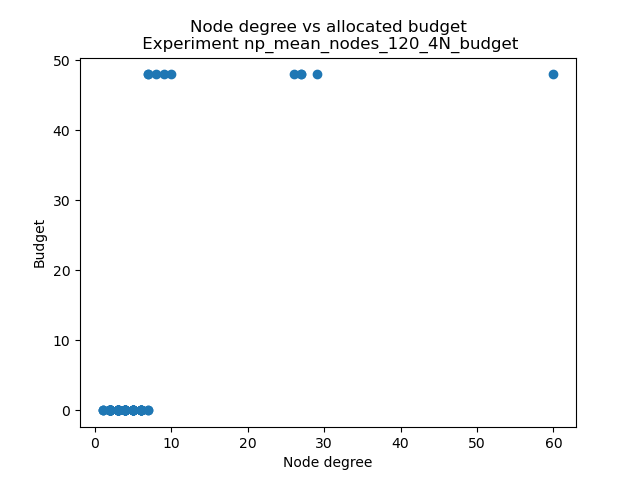 Node degree vs allocated budget
Experiment np_mean_nodes_120_4N_budget
50
40
30
20
10
0
Budget
0 10 20 30 40 50 60
Node degree